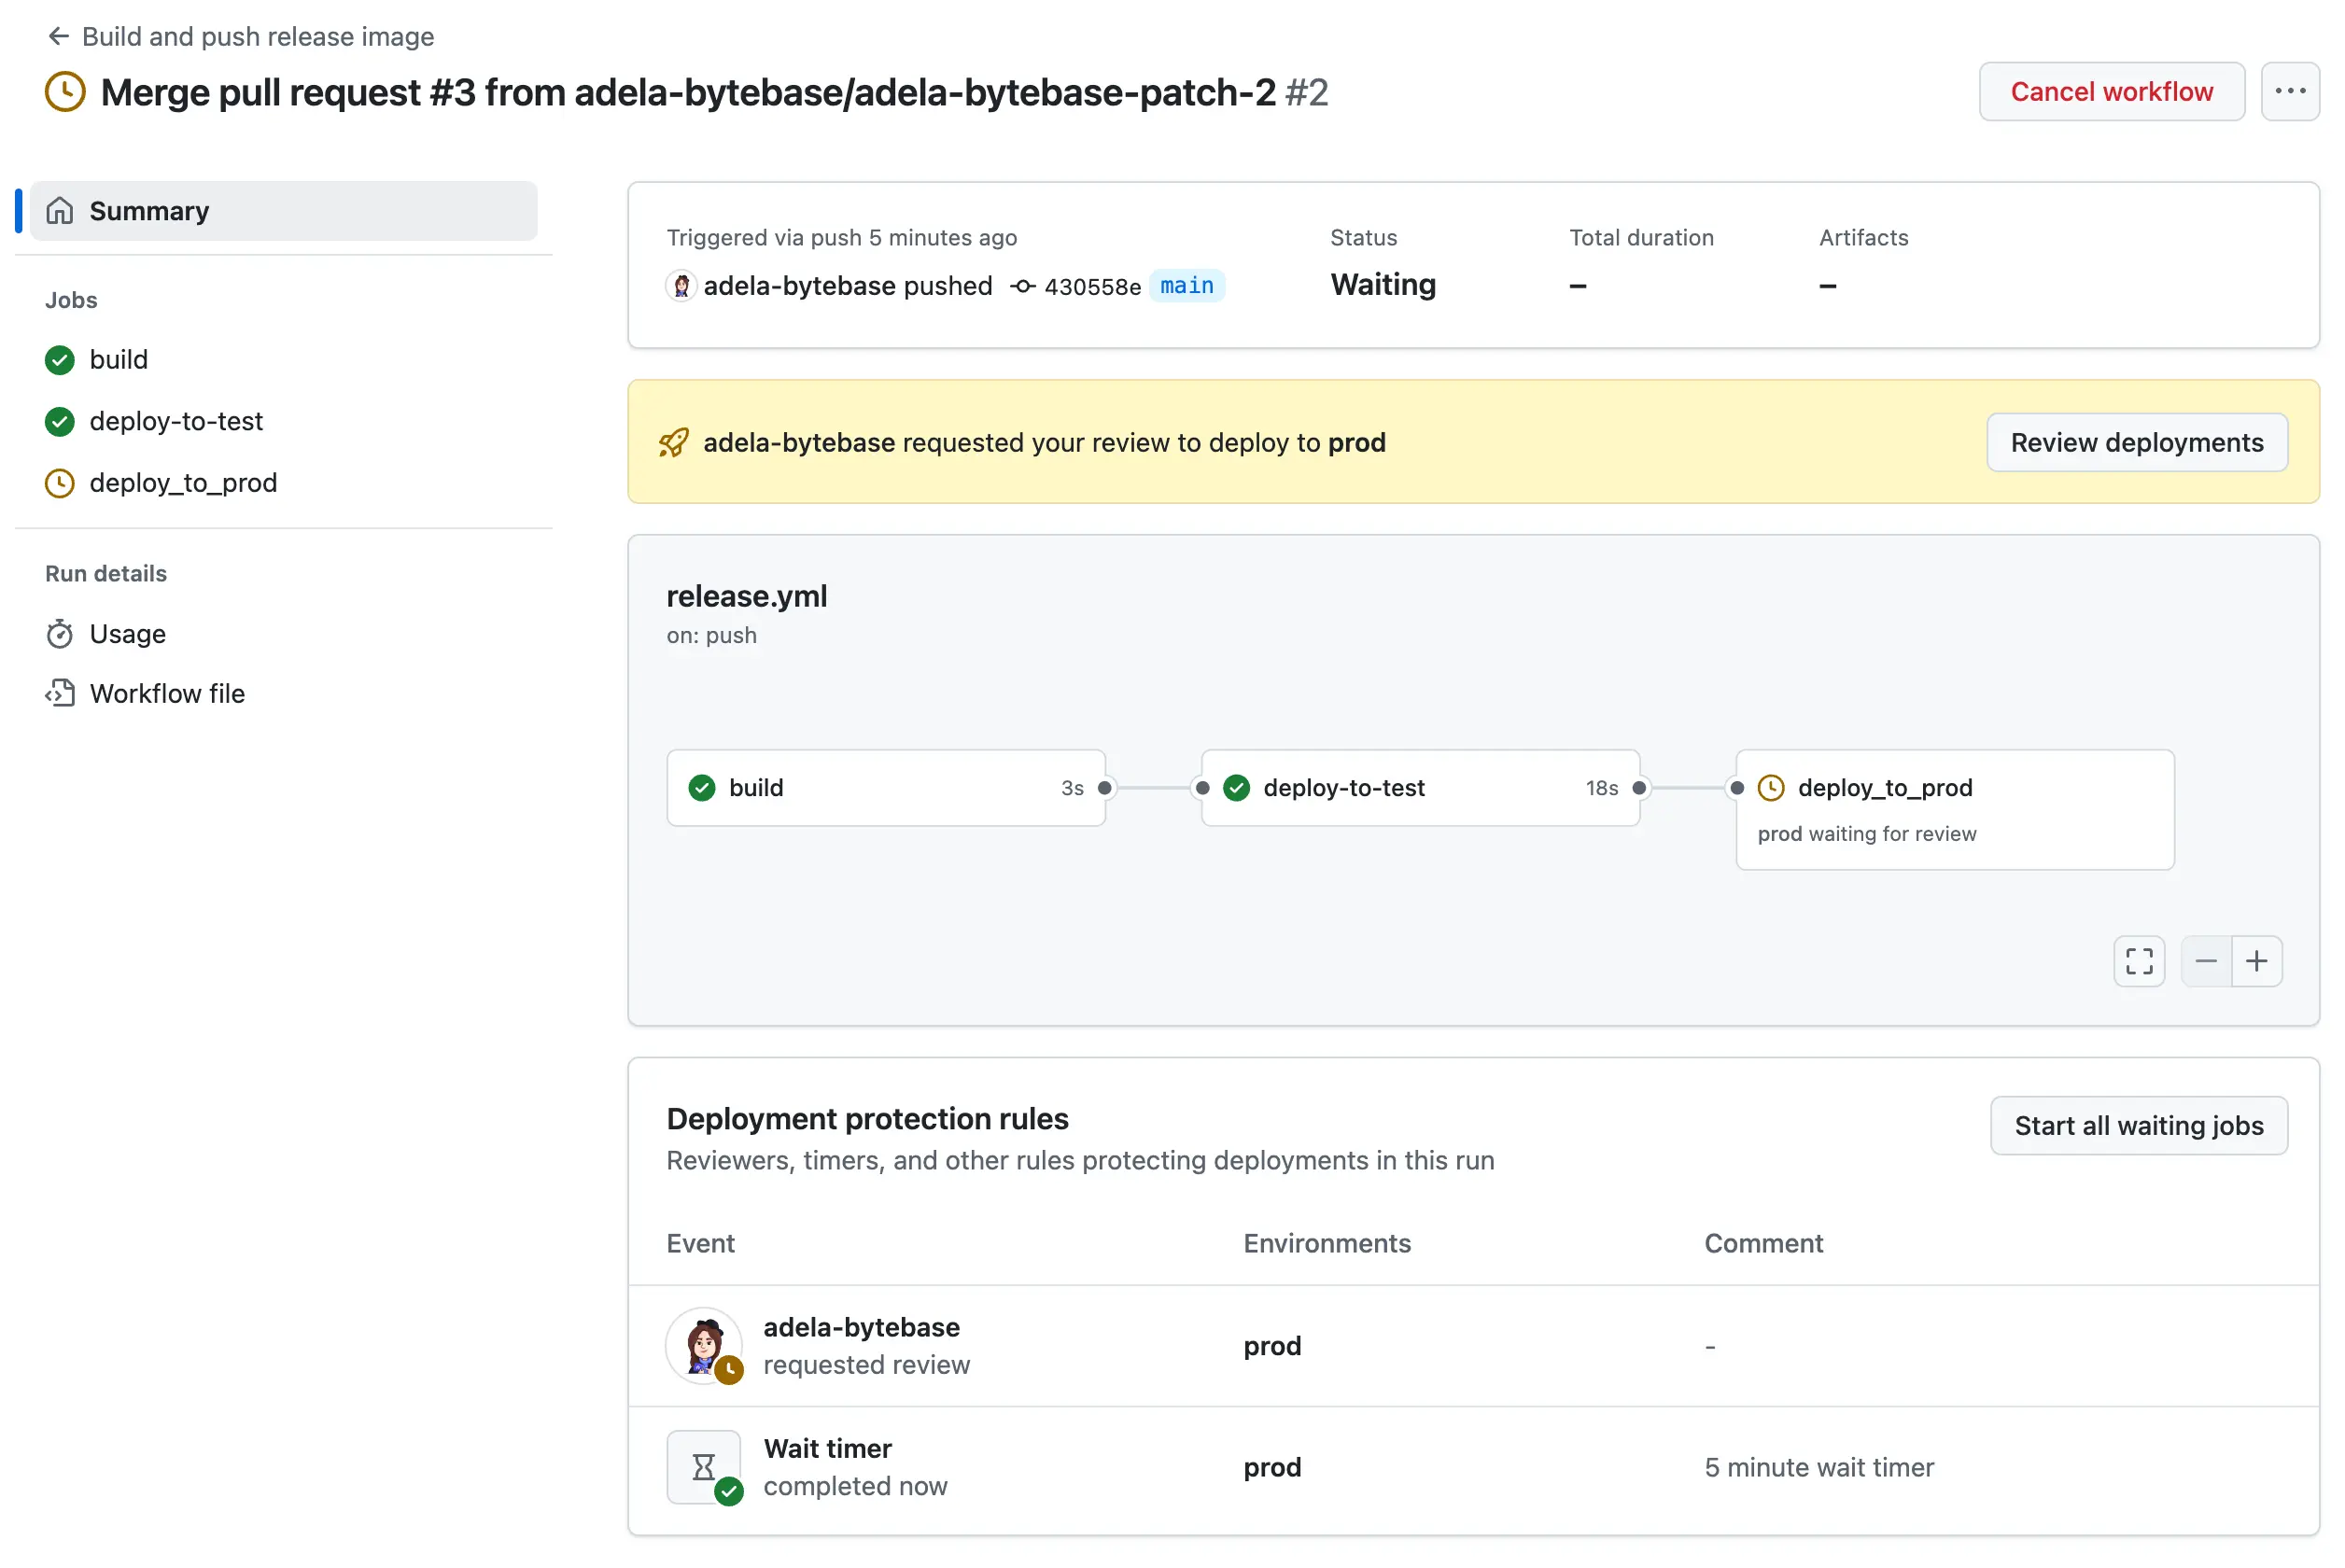 Build and push release image
Merge pull request #3 from adela-bytebase/adela-bytebase-patch-2 #2
Cancel workflow
Summary
Jobs
build
deploy-to-test
deploy_to_prod
Run details
Usage
Workflow file
Triggered via push 5 minutes ago
adela-bytebase pushed 430558e main
Status
Waiting
Total duration
–
Artifacts
–
adela-bytebase requested your review to deploy to prod
Review deployments
release.yml
on: push
build 3s
deploy-to-test 18s
deploy_to_prod
prod waiting for review
Deployment protection rules
Reviewers, timers, and other rules protecting deployments in this run
Start all waiting jobs
Event Environments Comment
adela-bytebase
requested review
prod
-
Wait timer
completed now
prod
5 minute wait timer